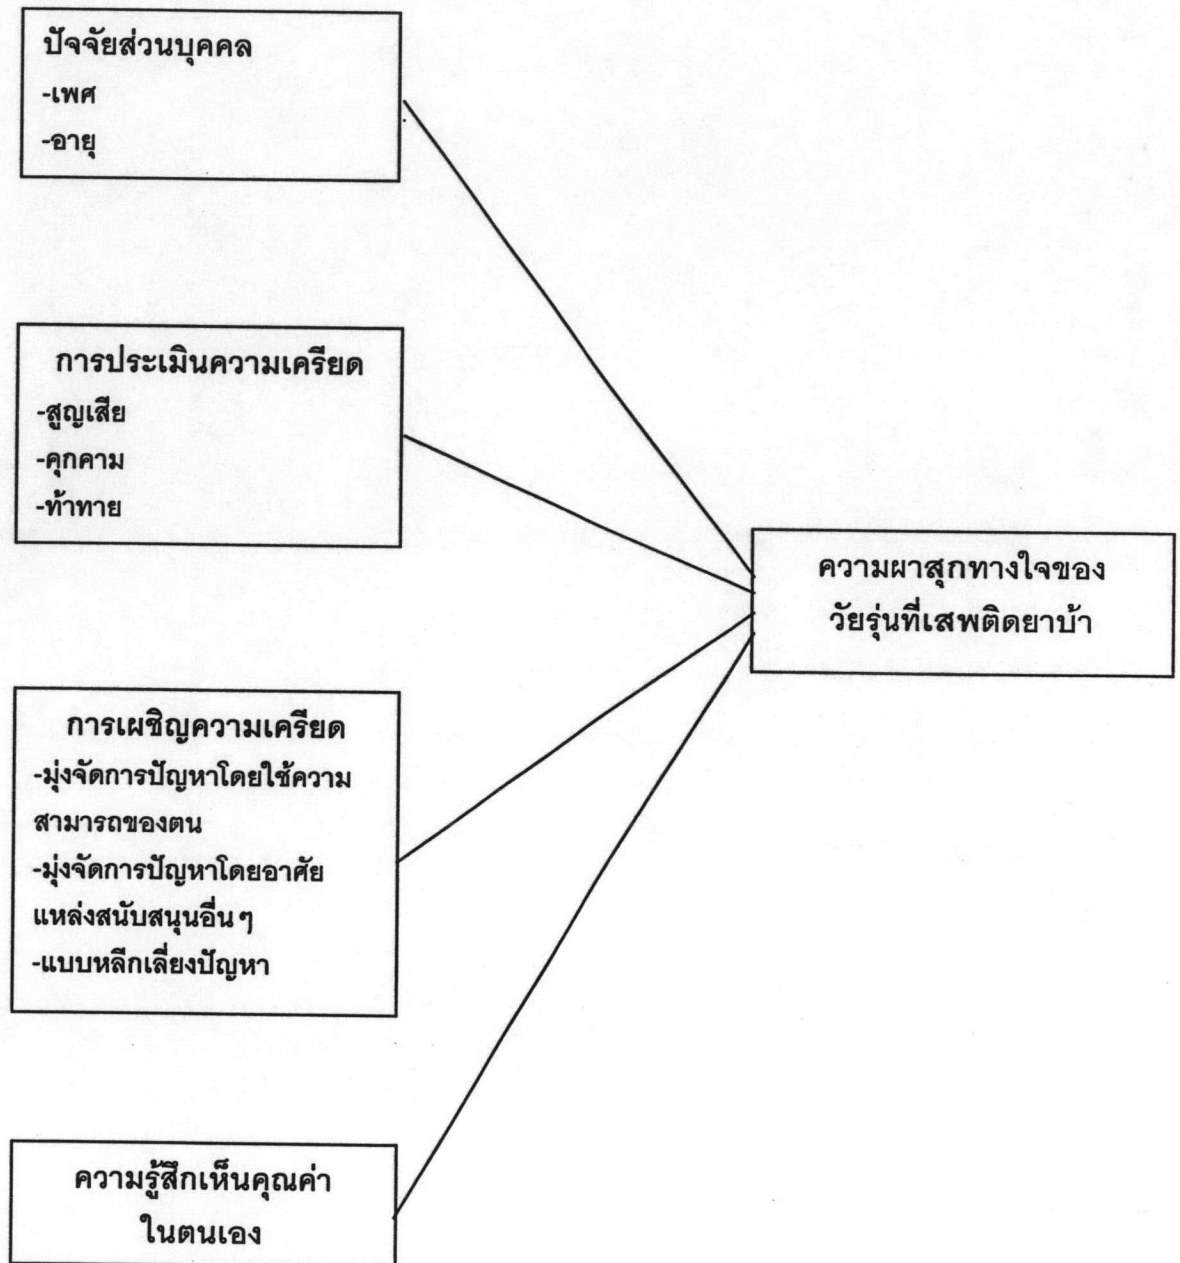 ปัจจัยส่วนบุคคล
-เพศ
-อายุ
การประเมินความเครียด
-สูญเสีย
-คุกคาม
-ท้าทาย
ความผาสุกทางใจของ
วัยรุ่นที่เสพติดยาบ้า
การเผชิญความเครียด
-มุ่งจัดการปัญหาโดยใช้ความ
สามารถของตน
-มุ่งจัดการปัญหาโดยอาศัย
แหล่งสนับสนุนอื่น ๆ
-แบบหลีกเลี่ยงปัญหา
ความรู้สึกเห็นคุณค่า
ในตนเอง